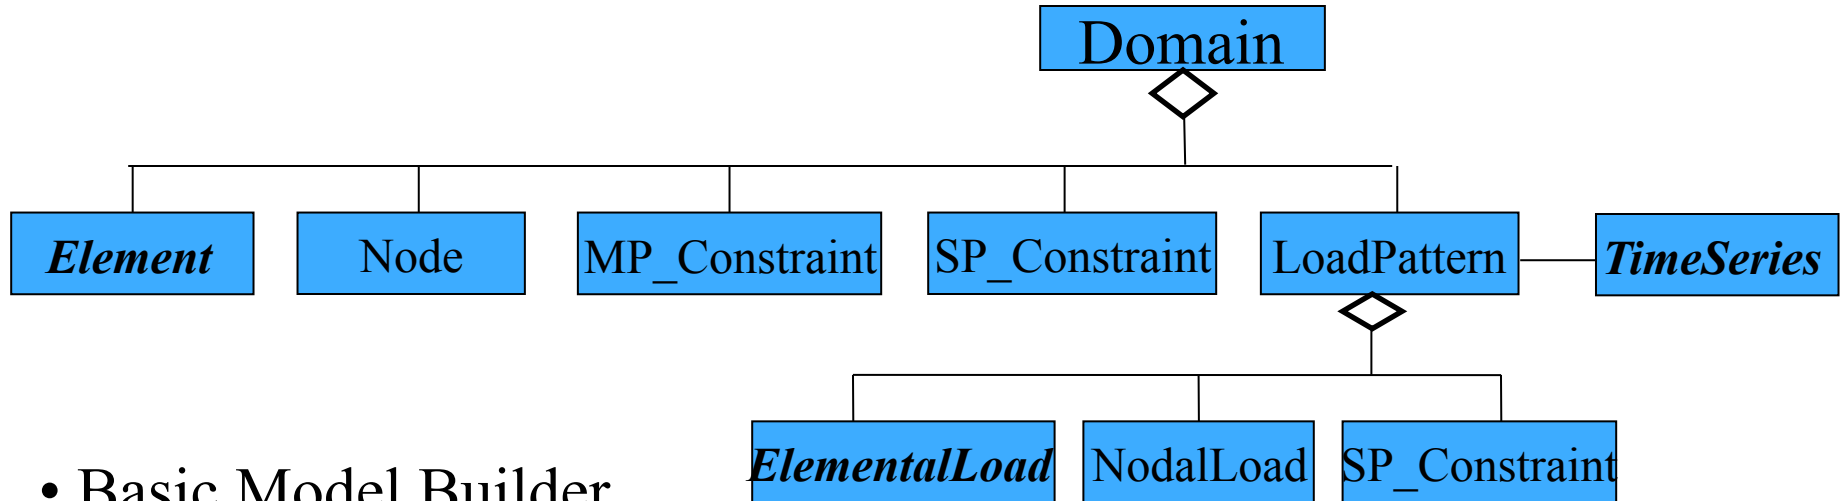 Domain
Element
Node
MP_Constraint
SP_Constraint
LoadPattern
TimeSeries
ElementalLoad
NodalLoad
SP_Constraint
• Basic Model Builder